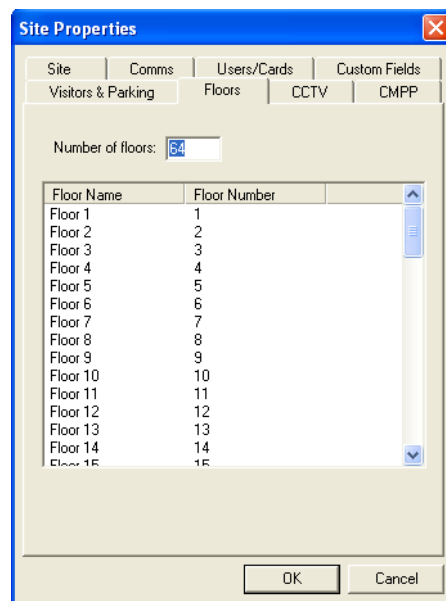 Site Properties
Site Comms Users/Cards Custom Fields
Visitors & Parking Floors CCTV CMPP
Number of floors: 64
Floor Name Floor Number
Floor 1 1
Floor 2 2
Floor 3 3
Floor 4 4
Floor 5 5
Floor 6 6
Floor 7 7
Floor 8 8
Floor 9 9
Floor 10 10
Floor 11 11
Floor 12 12
Floor 13 13
Floor 14 14
Floor 15 15
OK Cancel